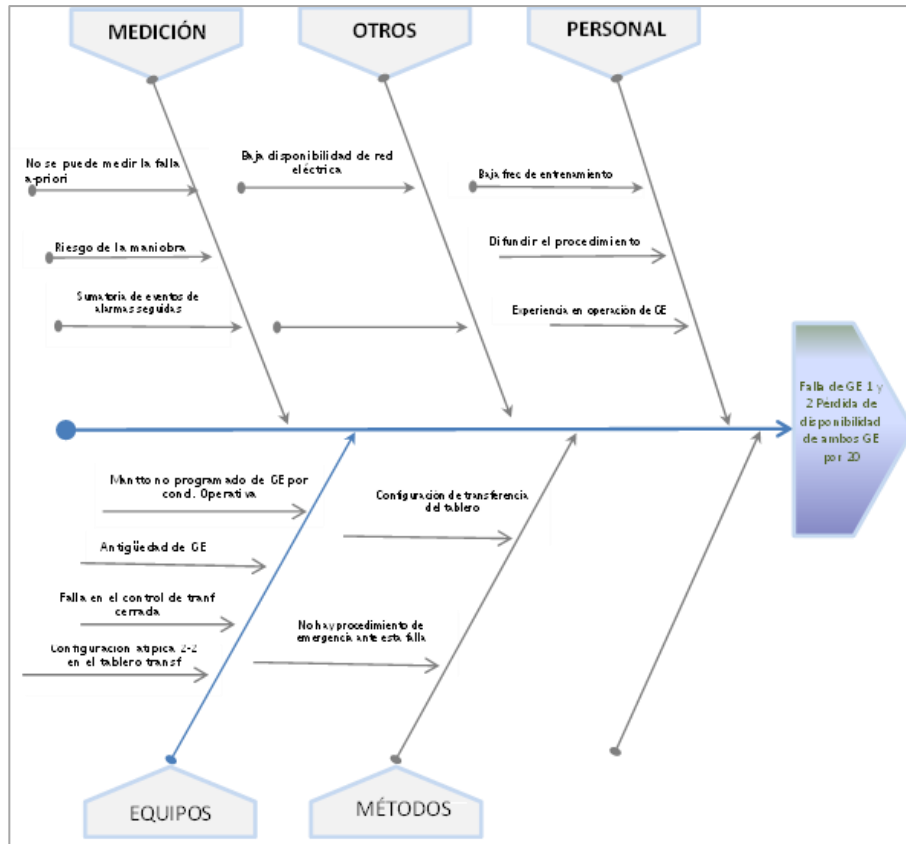 MEDICIÓN
OTROS
PERSONAL
No se puede medir la falla
a-priori
Baja disponibilidad de red
eléctrica
Baja frec de entrenamiento
Riesgo de la maniobra
Difundir el procedimiento
Sumatoria de eventos de
alarmas seguidas
Experiencia en operación de GE
Falla de GE 1 y
2 Pérdida de
disponibilidad
de ambos GE
por 20
Mantto no programado de GE por
cond. Operativa
Configuración de transferencia
del tablero
Antigüedad de GE
Falla en el control de tranf
cerrada
No hay procedimiento de
emergencia ante esta falla
Configuración atipica 2-2
en el tablero transf
EQUIPOS
MÉTODOS